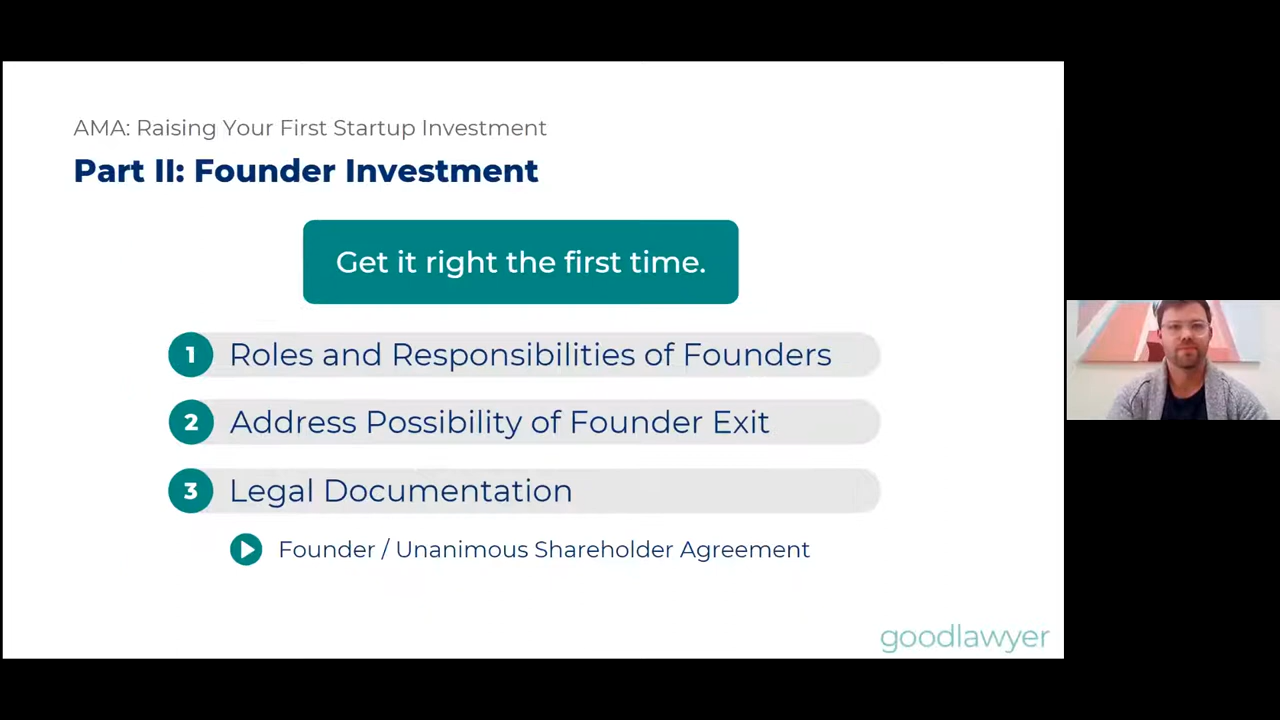 AMA: Raising Your First Startup Investment
Part II: Founder Investment
Get it right the first time.
1 Roles and Responsibilities of Founders
2 Address Possibility of Founder Exit
3 Legal Documentation
Founder / Unanimous Shareholder Agreement
goodlawyer